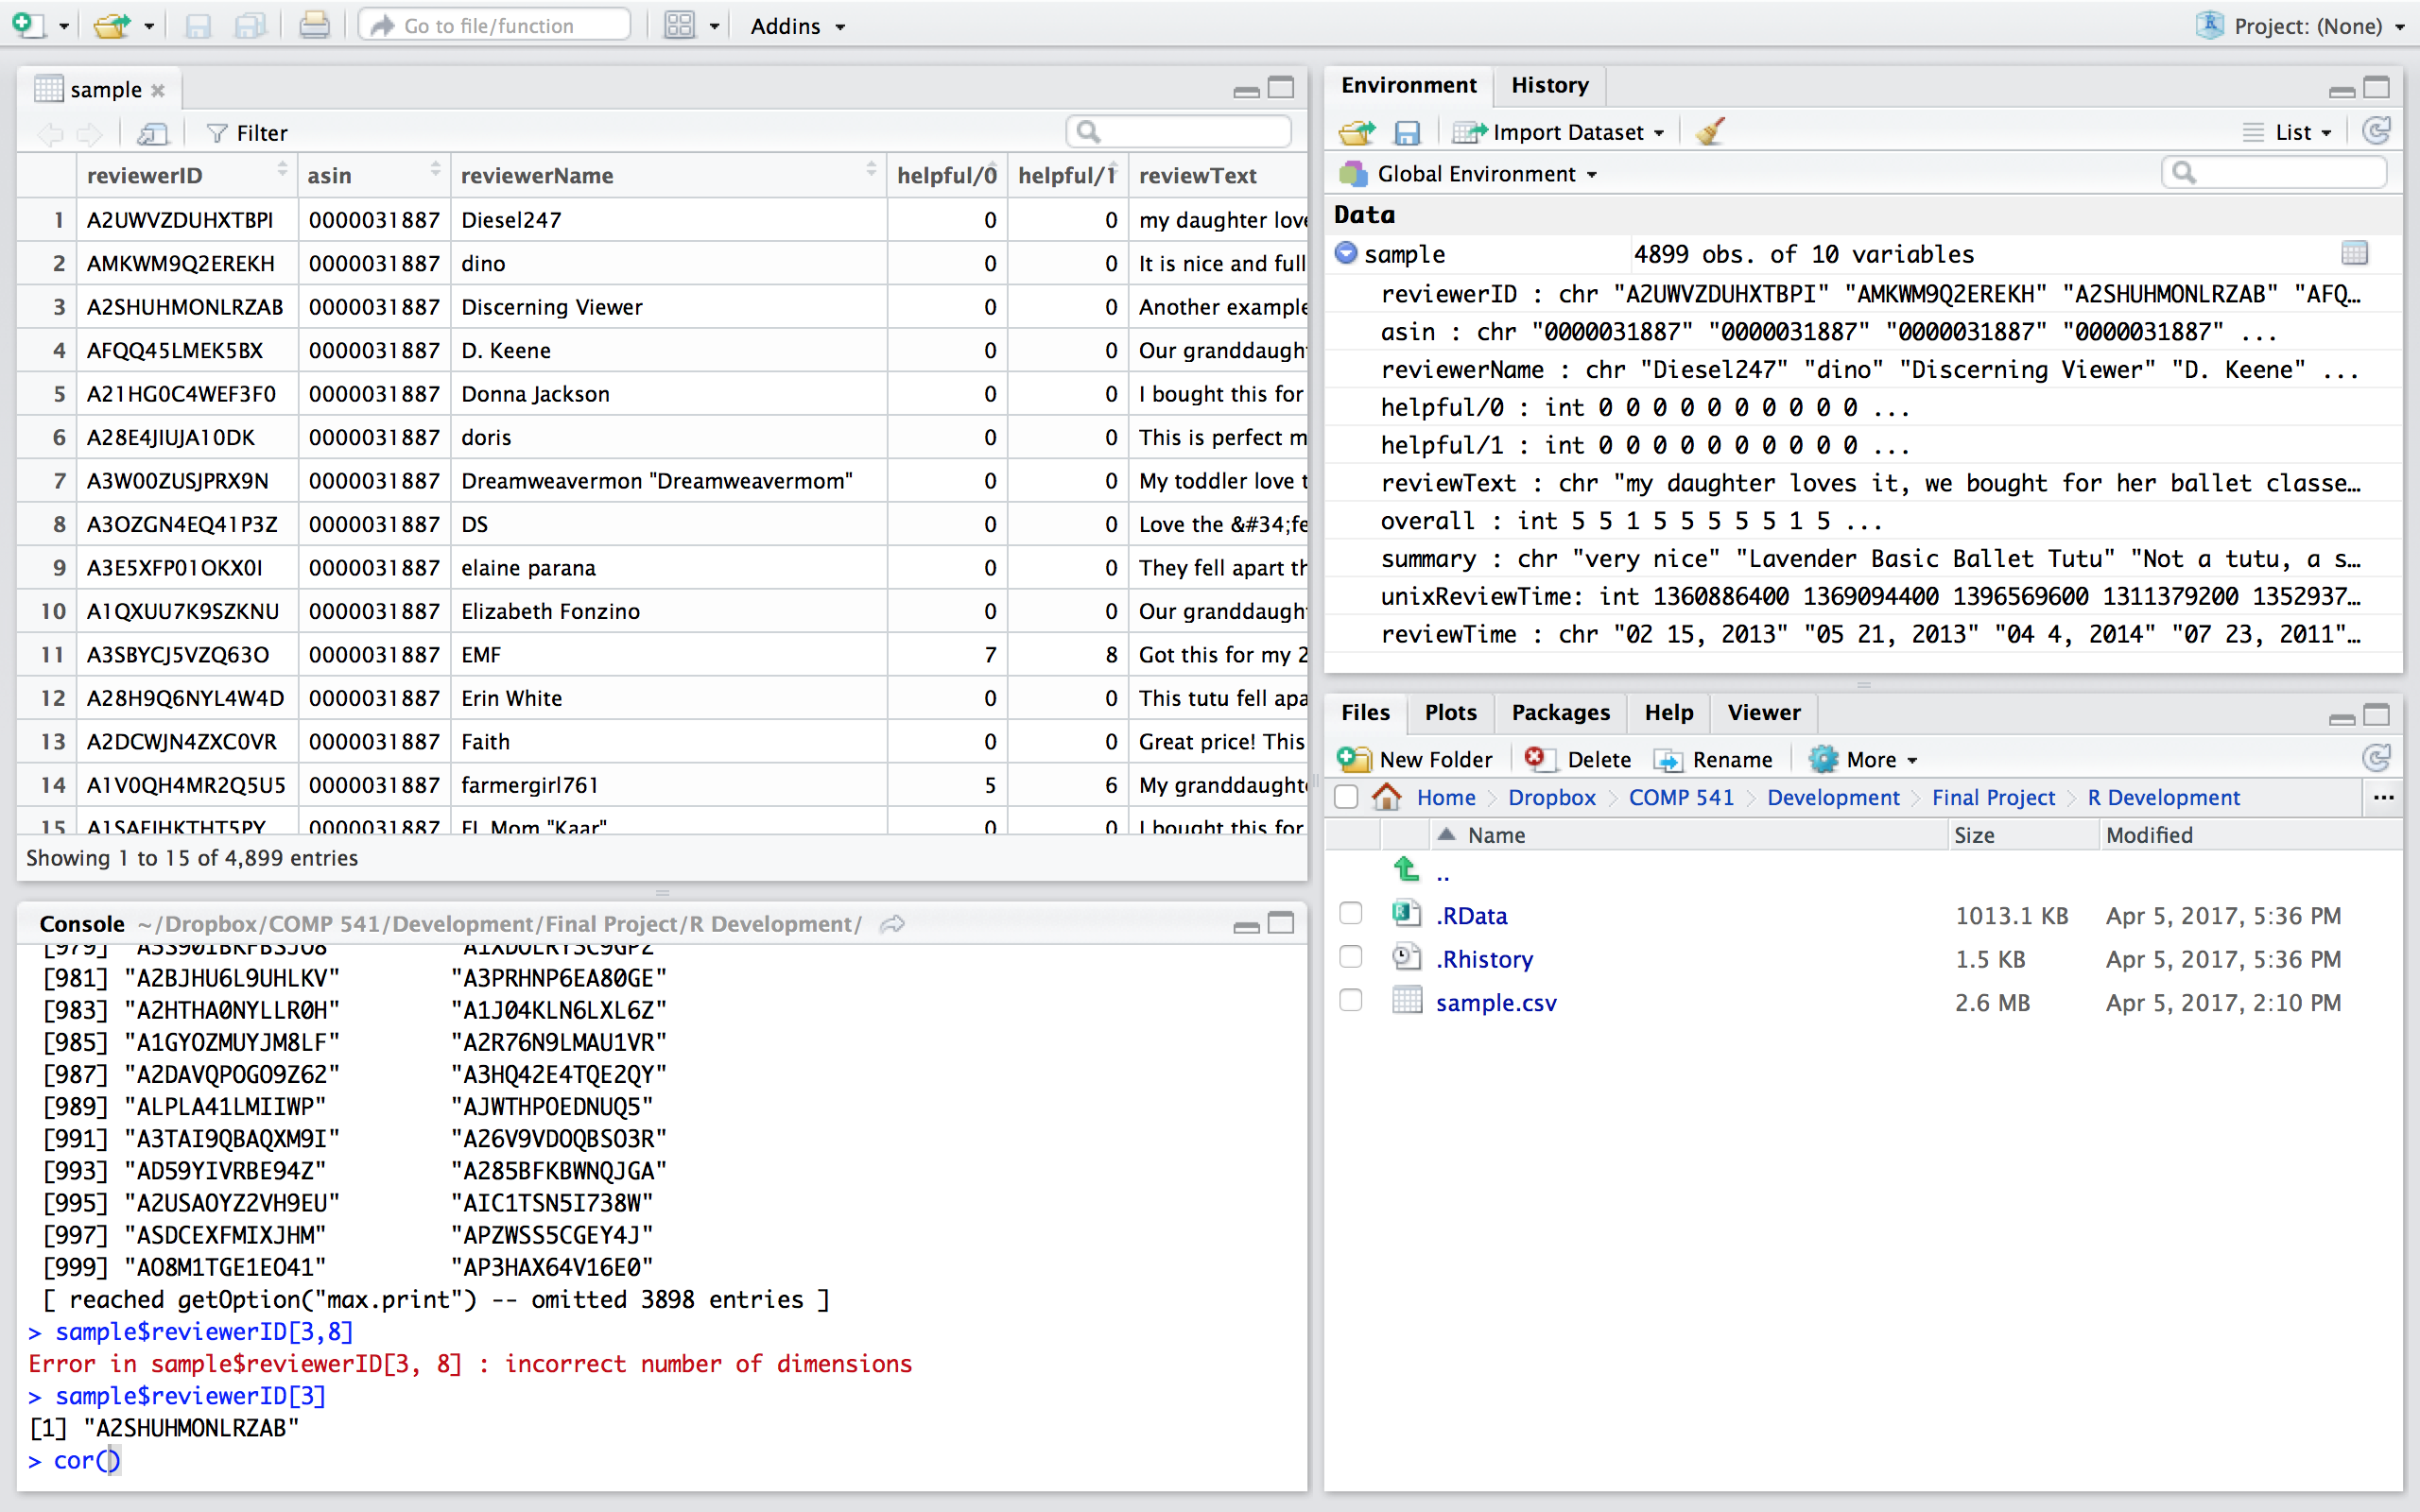 Go to file/function
Addins
Project: (None)
sample
Filter
reviewerID asin reviewerName helpful/0 helpful/1 reviewText
1 A2UWVZDUHXTBPI 0000031887 Diesel247 0 0 my daughter love
2 AMKWM9Q2EREKH 0000031887 dino 0 0 It is nice and full
3 A2SHUHMONLRZAB 0000031887 Discerning Viewer 0 0 Another example
4 AFQQ45LMEK5BX 0000031887 D. Keene 0 0 Our granddaugh
5 A21HG0C4WEF3F0 0000031887 Donna Jackson 0 0 I bought this for
6 A28E4JIUJA10DK 0000031887 doris 0 0 This is perfect m
7 A3W00ZUSJPRX9N 0000031887 Dreamweavermon "Dreamweavermom" 0 0 My toddler love t
8 A3OZGN4EQ41P3Z 0000031887 DS 0 0 Love the &#34;fe
9 A3E5XFP01OKX0I 0000031887 elaine parana 0 0 They fell apart th
10 A1QXUU7K9SZKNU 0000031887 Elizabeth Fonzino 0 0 Our granddaugh
11 A3SBYCJ5VZQ63O 0000031887 EMF 7 8 Got this for my 2
12 A28H9Q6NYL4W4D 0000031887 Erin White 0 0 This tutu fell apa
13 A2DCWJN4ZXC0VR 0000031887 Faith 0 0 Great price! This
14 A1V0QH4MR2Q5U5 0000031887 farmergirl761 5 6 My granddaught
15 0000031887 FL Mom "Kaar" 0 I bought this for
Showing 1 to 15 of 4,899 entries
Console ~/Dropbox/COMP 541/Development/Final Project/R Development/
[979]
[981] "A2BJHU6L9UHLKV" "A3PRHNP6EA80GE"
[983] "A2HTHA0NYLLR0H" "A1J04KLN6LXL6Z"
[985] "A1GYOZMUYJM8LF" "A2R76N9LMAU1VR"
[987] "A2DAVQPOGO9Z62" "A3HQ42E4TQE2QY"
[989] "ALPLA41LMIIWP" "AJWTHPOEDNUQ5"
[991] "A3TAI9QBAQXM9I" "A26V9VDOQBSO3R"
[993] "AD59YIVRBE94Z" "A285BFKBWNQJGA"
[995] "A2USAOYZ2VH9EU" "AIC1TSN5I738W"
[997] "ASDCEXFMIXJHM" "APZWSS5CGEY4J"
[999] "AO8M1TGE1EO41" "AP3HAX64V16E0"
[ reached getOption("max.print") -- omitted 3898 entries ]
> sample$reviewerID[3,8]
Error in sample$reviewerID[3, 8] : incorrect number of dimensions
> sample$reviewerID[3]
[1] "A2SHUHMONLRZAB"
> cor()
Environment History
Import Dataset List
Global Environment
Data
sample 4899 obs. of 10 variables
reviewerID : chr "A2UWVZDUHXTBPI" "AMKWM9Q2EREKH" "A2SHUHMONLRZAB" "AFQ…
asin : chr "0000031887" "0000031887" "0000031887" "0000031887" ...
reviewerName : chr "Diesel247" "dino" "Discerning Viewer" "D. Keene" ...
helpful/0 : int 0 0 0 0 0 0 0 0 0 0 ...
helpful/1 : int 0 0 0 0 0 0 0 0 0 0 ...
reviewText : chr "my daughter loves it, we bought for her ballet classe…
overall : int 5 5 1 5 5 5 5 5 1 5 ...
summary : chr "very nice" "Lavender Basic Ballet Tutu" "Not a tutu, a s…
unixReviewTime: int 1360886400 1369094400 1396569600 1311379200 1352937…
reviewTime : chr "02 15, 2013" "05 21, 2013" "04 4, 2014" "07 23, 2011"…
Files Plots Packages Help Viewer
New Folder Delete Rename More
Home Dropbox COMP 541 Development Final Project R Development ...
Name Size Modified
..
.RData 1013.1 KB Apr 5, 2017, 5:36 PM
.Rhistory 1.5 KB Apr 5, 2017, 5:36 PM
sample.csv 2.6 MB Apr 5, 2017, 2:10 PM